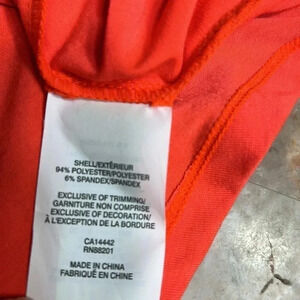 SHELL/EXTÉRIEUR
94% POLYESTER/POLYESTER
6% SPANDEX/SPANDEX
EXCLUSIVE OF TRIMMING/
GARNITURE NON COMPRISE
EXCLUSIVE OF DECORATION/
À L'EXCEPTION DE LA BORDURE
CA14442
RN88201
MADE IN CHINA
FABRIQUÉ EN CHINE